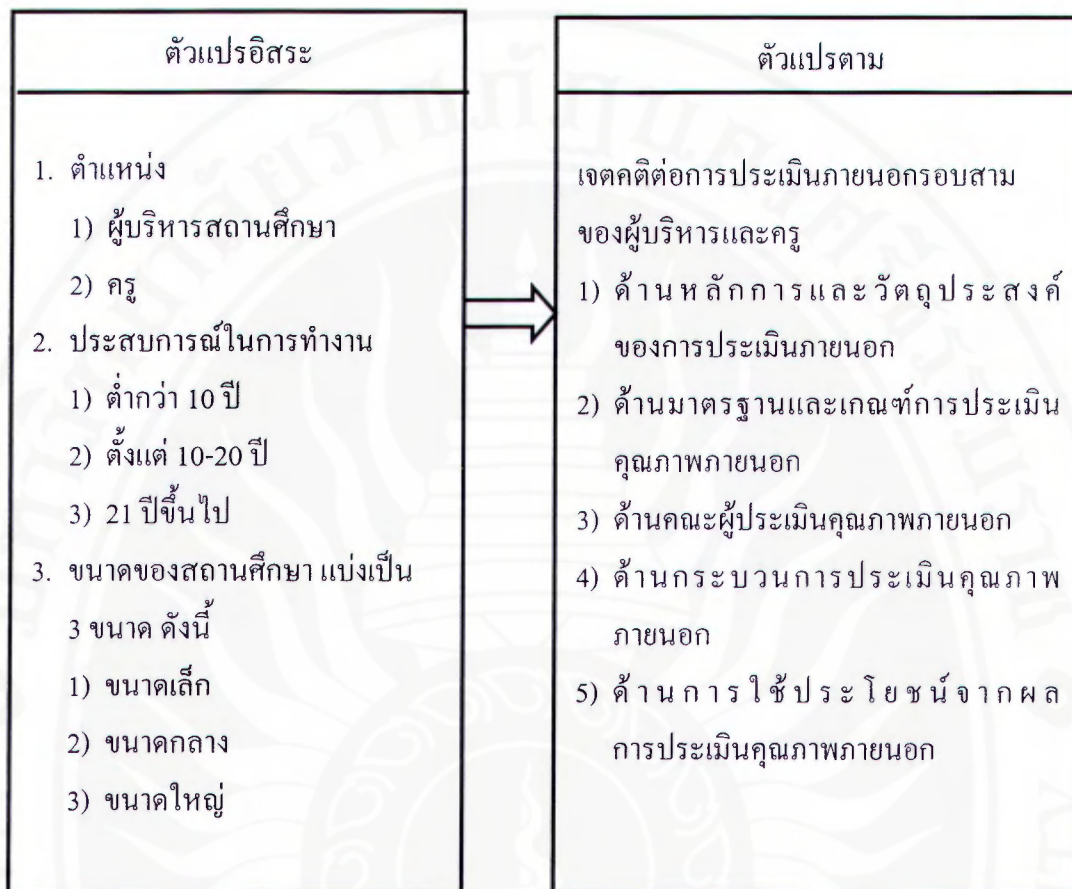 ตัวแปรอิสระ
1. ตำแหน่ง
1) ผู้บริหารสถานศึกษา
2) ครู
2. ประสบการณ์ในการทำงาน
1) ต่ำกว่า 10 ปี
2) ตั้งแต่ 10-20 ปี
3) 21 ปีขึ้นไป
3. ขนาดของสถานศึกษา แบ่งเป็น
3 ขนาด ดังนี้
1) ขนาดเล็ก
2) ขนาดกลาง
3) ขนาดใหญ่
ตัวแปรตาม
เจตคติต่อการประเมินภายนอกรอบสาม
ของผู้บริหารและครู
1) ด้านหลักการและวัตถุประสงค์
ของการประเมินภายนอก
2) ด้านมาตรฐานและเกณฑ์การประเมิน
คุณภาพภายนอก
3) ด้านคณะผู้ประเมินคุณภาพภายนอก
4) ด้านกระบวนการประเมินคุณภาพ
ภายนอก
5) ด้านการใช้ประโยชน์จากผล
การประเมินคุณภาพภายนอก